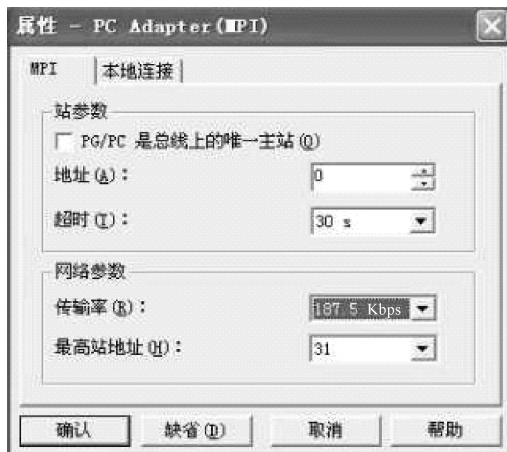 属性 - PC Adapter(MPI)
MPI
本地连接
站参数
PG/PC 是总线上的唯一主站(O)
地址(A)：
0
超时(T)：
30 s
网络参数
传输率(R)：
187.5 Kbps
最高站地址(H)：
31
确认
缺省(D)
取消
帮助